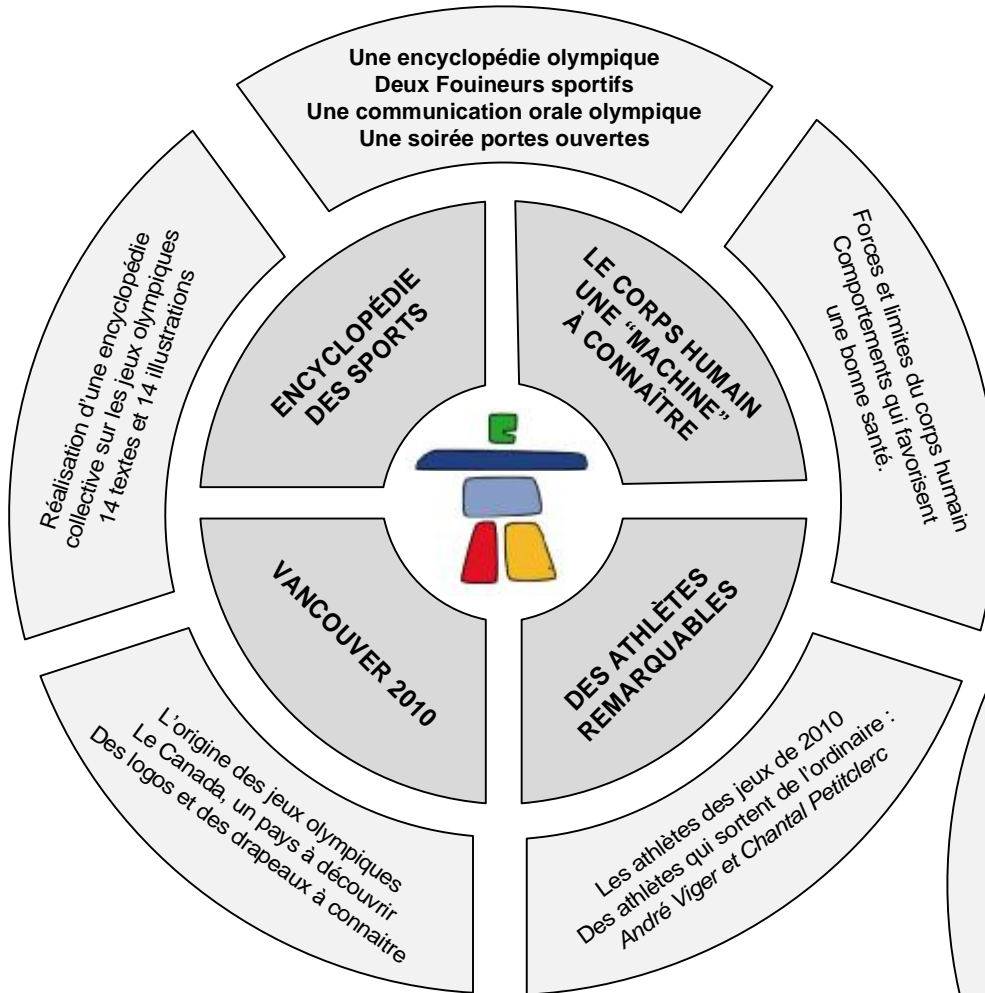 Une encyclopédie olympique
Deux Fouineurs sportifs
Une communication orale olympique
Une soirée portes ouvertes
Réalisation d'une encyclopédie
collective sur les jeux olympiques
14 textes et 14 illustrations
ENCYCLOPÉDIE
DES SPORTS
LE CORPS HUMAIN
UNE “MACHINE”
À CONNAÎTRE
Forces et limites du corps humain
Comportements qui favorisent
une bonne santé.
VANCOUVER 2010
DES ATHLÈTES
REMARQUABLES
L'origine des jeux olympiques
Le Canada, un pays à découvrir
Des logos et des drapeaux à connaitre
Les athlètes des jeux de 2010
Des athlètes qui sortent de l'ordinaire :
André Viger et Chantal Petitclerc